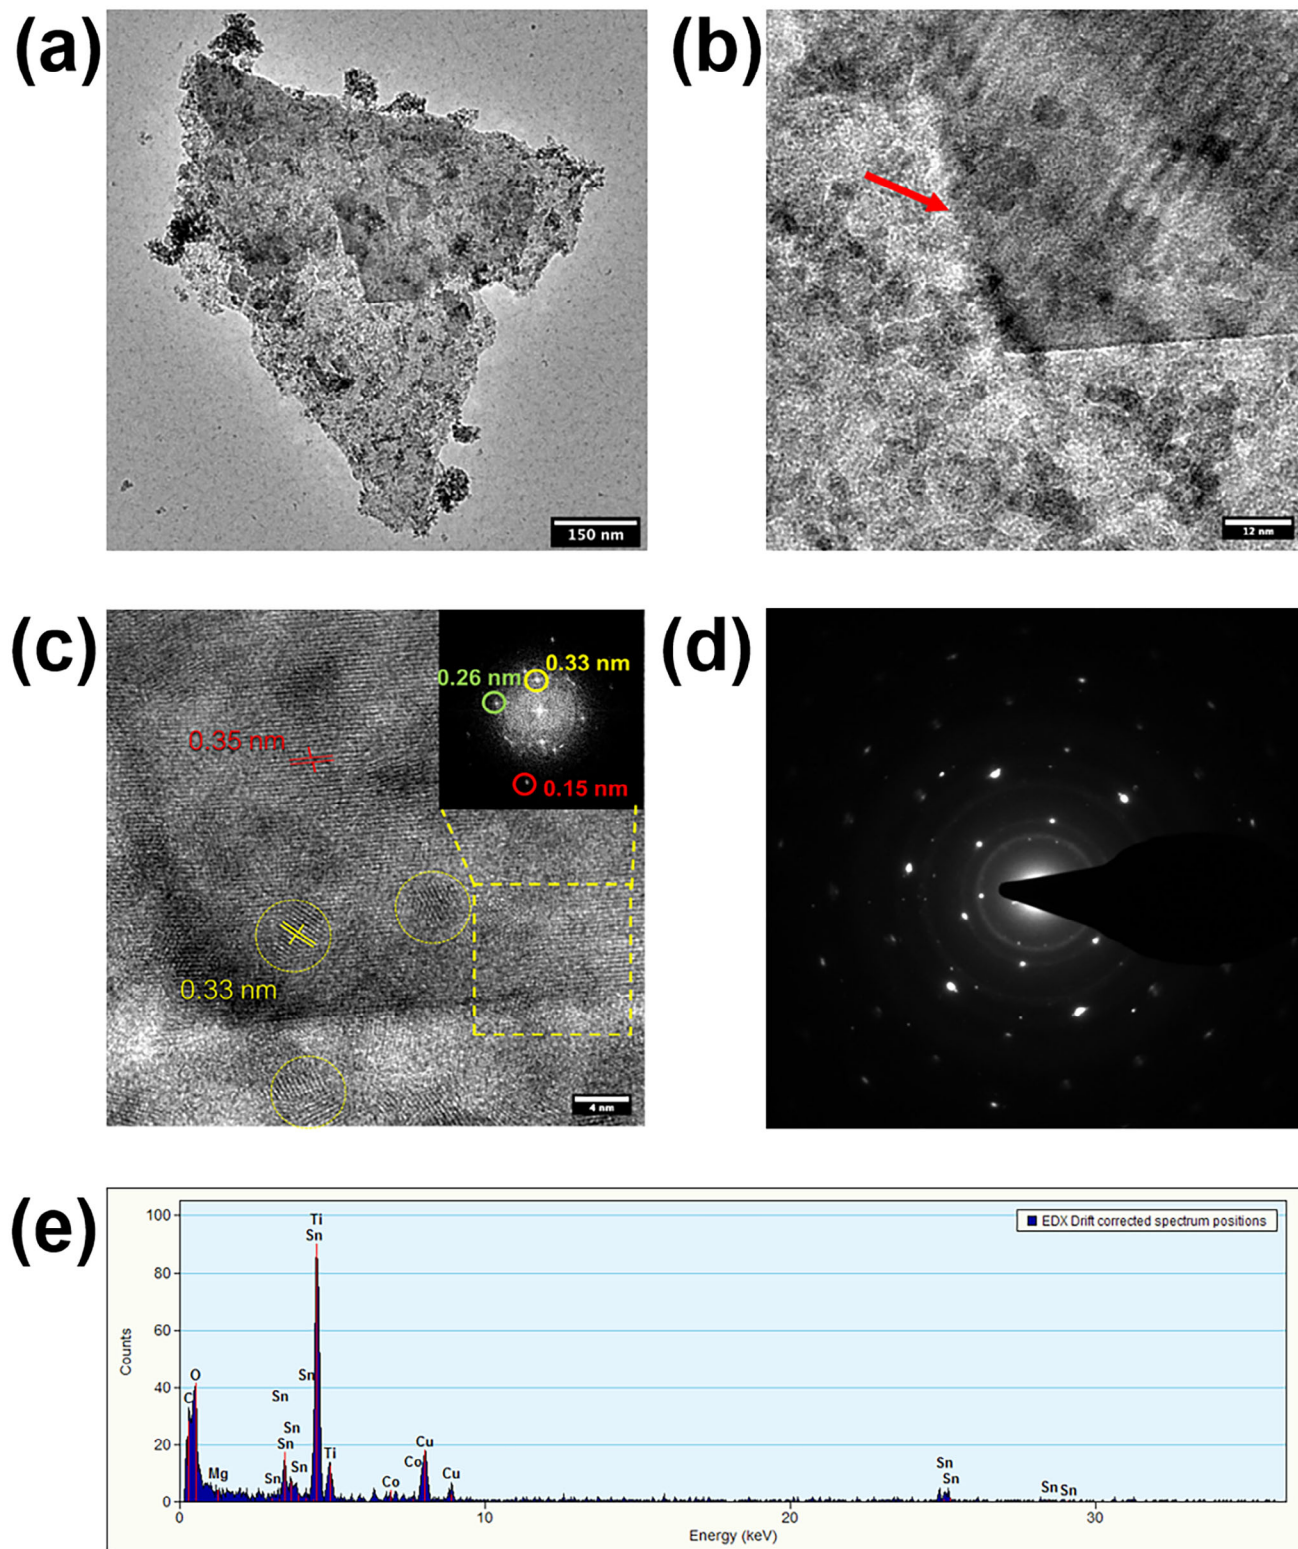 (a)
150 nm
(b)
12 nm
(c)
0.33 nm
0.26 nm
0.15 nm
0.35 nm
0.33 nm
4 nm
(d)
(e)
EDX Drift corrected spectrum positions
Counts
100
80
60
40
20
0
C
O
Mg
Sn
Sn
Sn
Sn
Sn
Sn
Ti
Sn
Ti
Co
Co
Cu
Cu
Sn
Sn
Sn
Sn
0
10
20
30
Energy (keV)